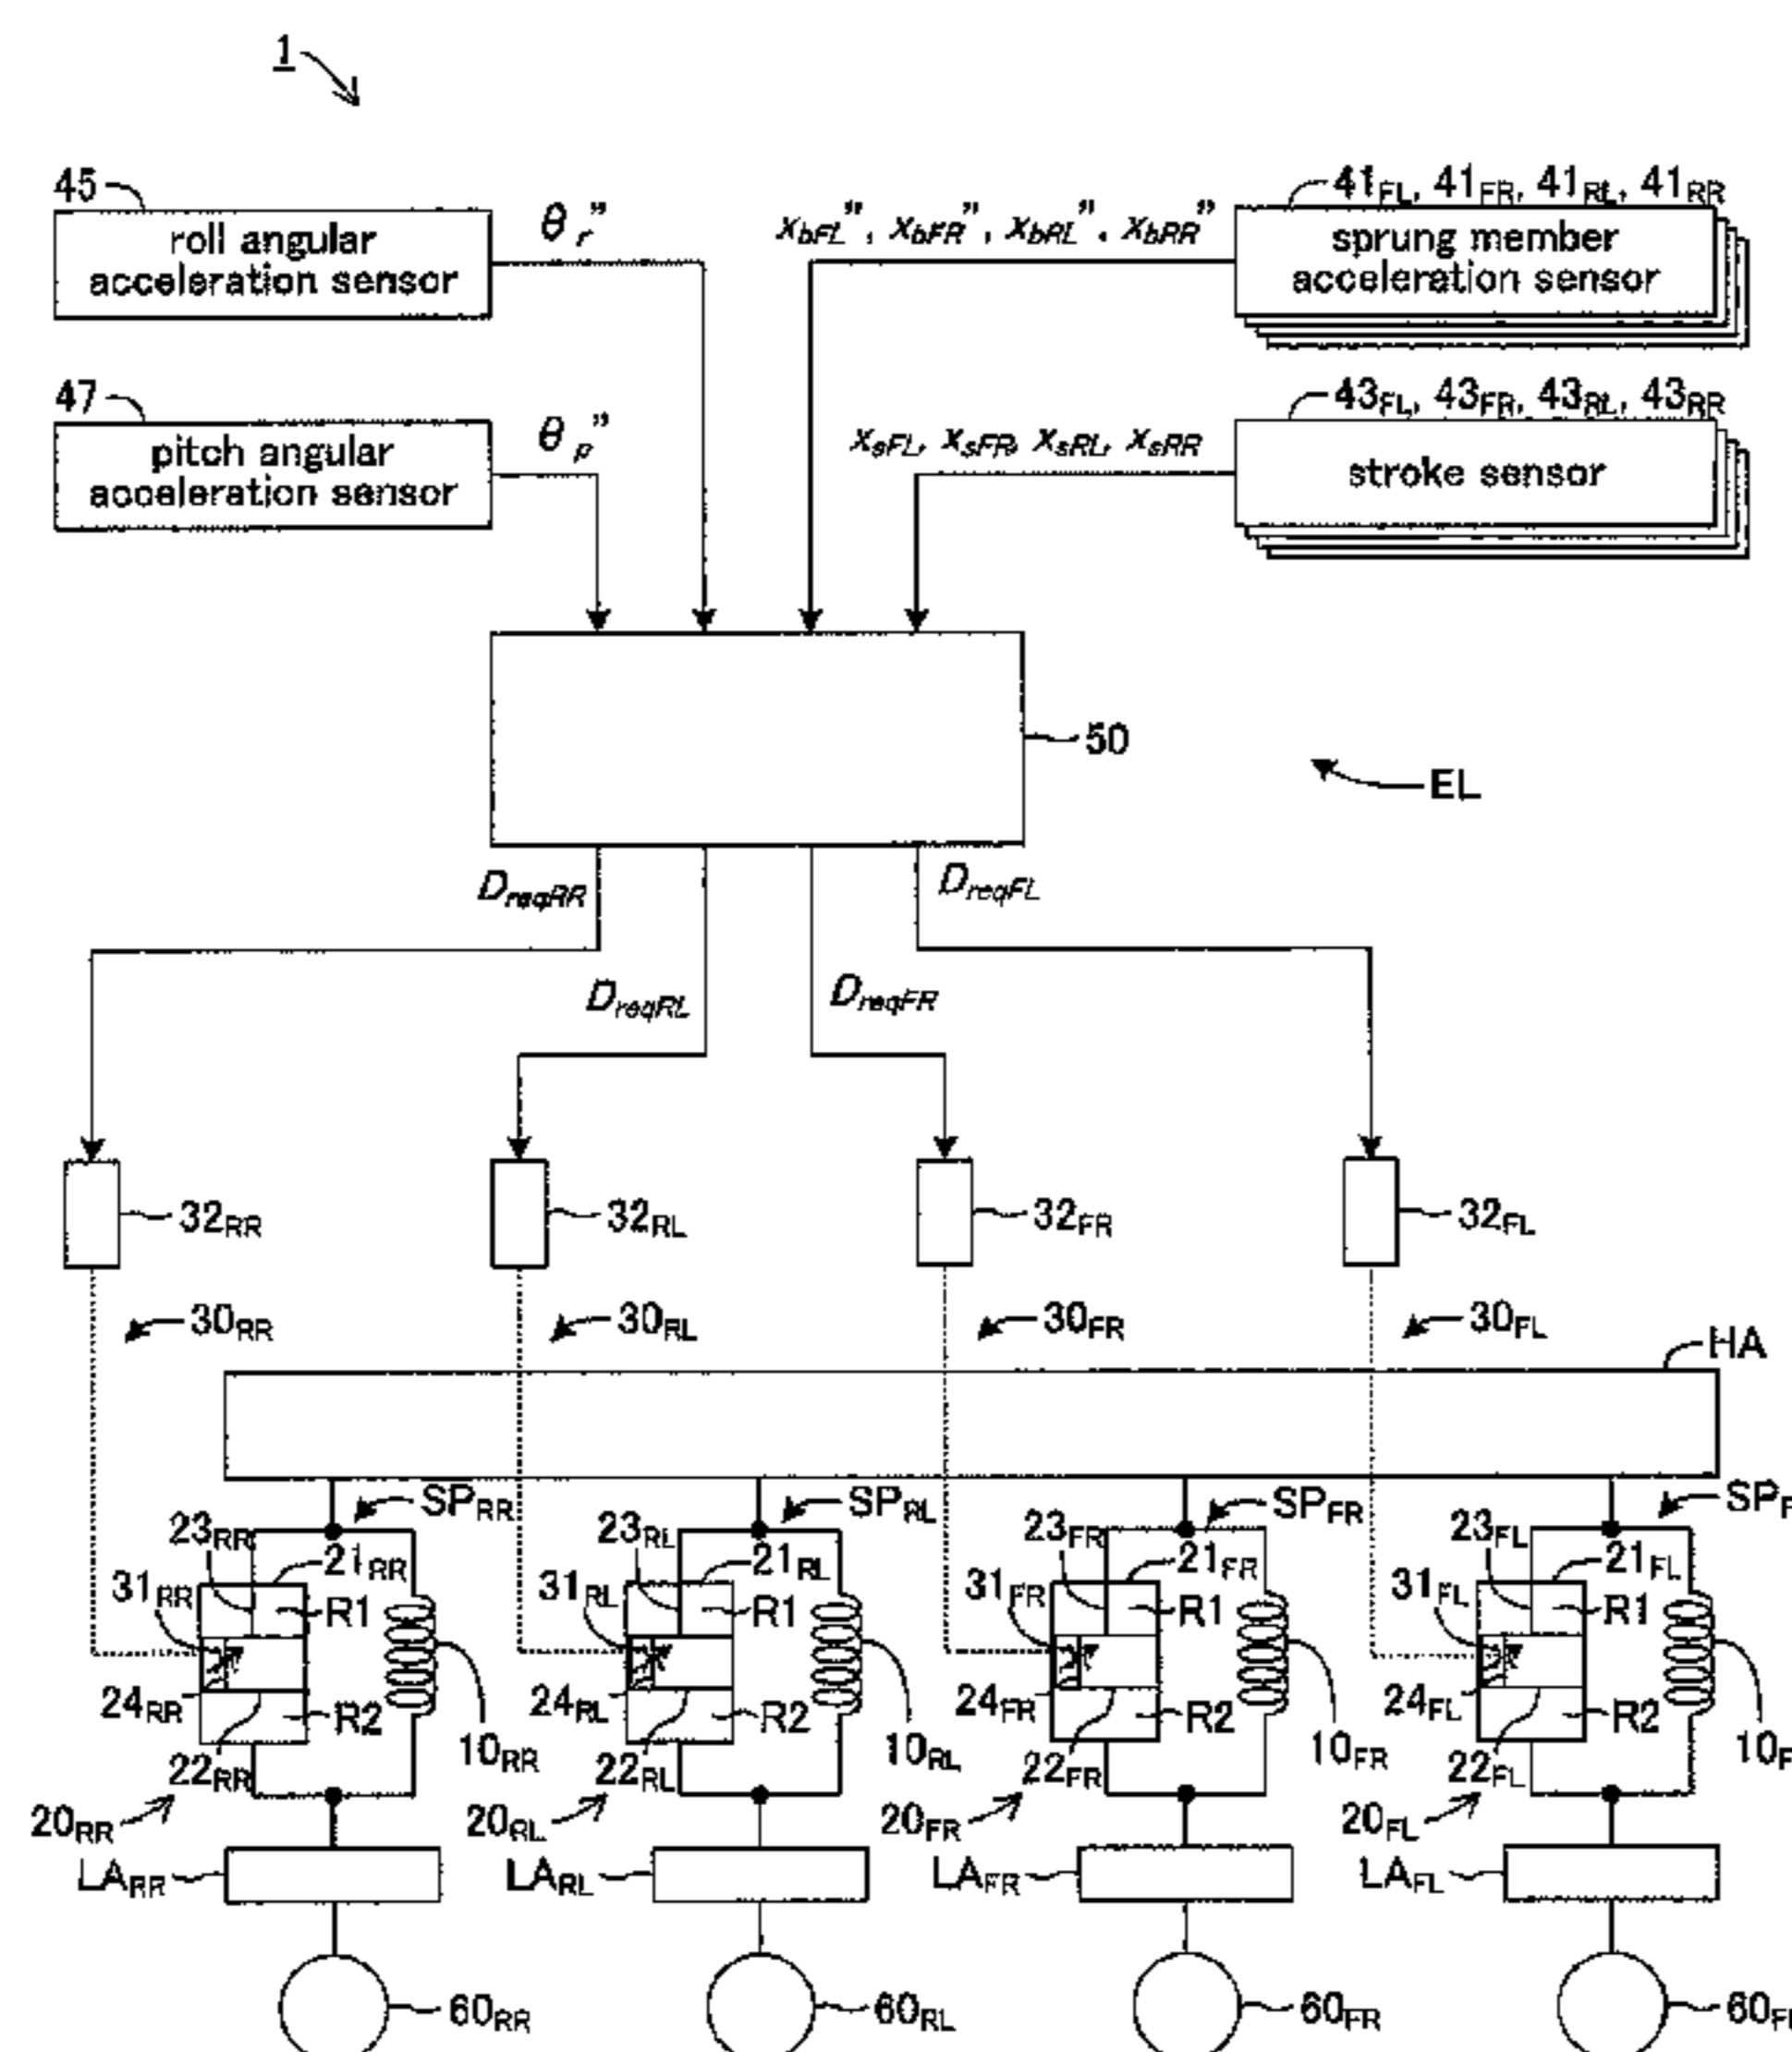 1
45
θr″
xbFL″, xbFR″, xbRL″, xbRR″
41FL, 41FR, 41RL, 41RR
roll angular
acceleration sensor
sprung member
acceleration sensor
47
θp″
xsFL, xsFR, xsRL, xsRR
43FL, 43FR, 43RL, 43RR
pitch angular
acceleration sensor
stroke sensor
50
EL
DreqRR
DreqFL
DreqRL
DreqFR
32RR
32RL
32FR
32FL
30RR
30RL
30FR
30FL
HA
SPRR
SPRL
SPFR
SPF
23RR
23RL
23FR
23FL
21RR
21RL
21FR
21FL
31RR
31RL
31FR
31FL
R1
R1
R1
R1
24RR
24RL
24FR
24FL
R2
R2
R2
R2
10RR
10RL
10FR
10F
22RR
22RL
22FR
22FL
20RR
20RL
20FR
20FL
LARR
LARL
LAFR
LAFL
60RR
60RL
60FR
60FL